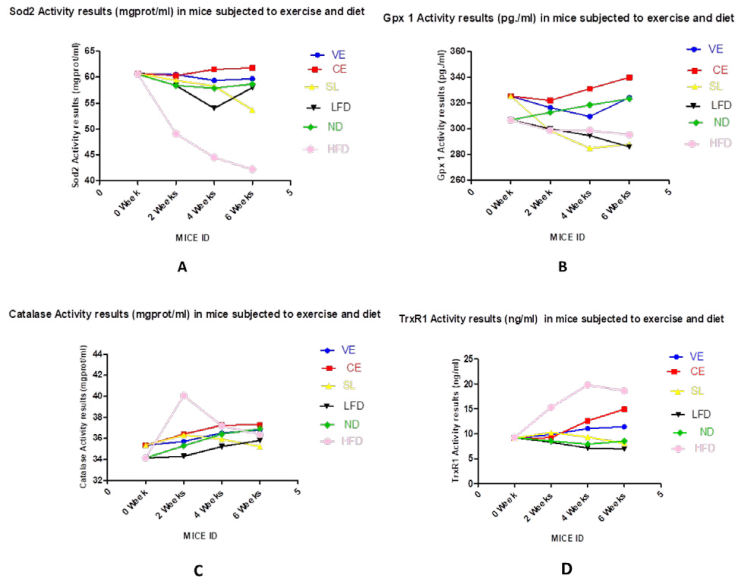 Sod2 Activity results (mgprot/ml) in mice subjected to exercise and diet
Sod2 Activity results (mgprot/ml)
65
60
55
50
45
40
0
5
0 Week
2 Weeks
4 Weeks
6 Weeks
MICE ID
VE
CE
SL
LFD
ND
HFD
A
Gpx 1 Activity results (pg./ml) in mice subjected to exercise and diet
Gpx 1 Activity results (pg./ml)
360
340
320
300
280
260
0
5
0 Week
2 Weeks
4 Weeks
6 Weeks
MICE ID
VE
CE
SL
LFD
ND
HFD
B
Catalase Activity results (mgprot/ml) in mice subjected to exercise and diet
Catalase Activity results (mgprot/ml)
44
42
40
38
36
34
32
0
5
0 Week
2 Weeks
4 Weeks
6 Weeks
MICE ID
VE
CE
SL
LFD
ND
HFD
C
TrxR1 Activity results (ng/ml) in mice subjected to exercise and diet
TrxR1 Activity results (ng/ml)
25
20
15
10
5
0
0
5
0 Week
2 Weeks
4 Weeks
6 Weeks
MICE ID
VE
CE
SL
LFD
ND
HFD
D